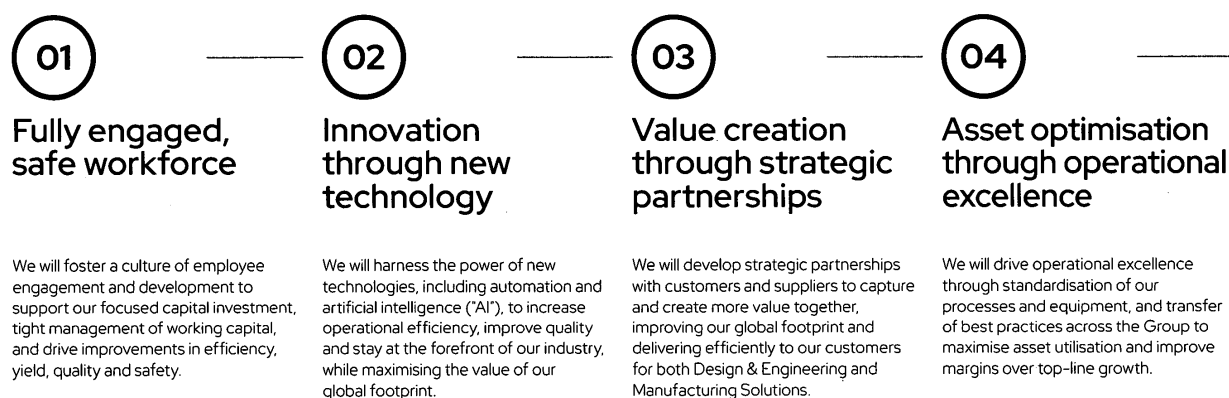 01
Fully engaged,
safe workforce
We will foster a culture of employee
engagement and development to
support our focused capital investment,
tight management of working capital,
and drive improvements in efficiency,
yield, quality and safety.
02
Innovation
through new
technology
We will harness the power of new
technologies, including automation and
artificial intelligence ("AI"), to increase
operational efficiency, improve quality
and stay at the forefront of our industry,
while maximising the value of our
global footprint.
03
Value creation
through strategic
partnerships
We will develop strategic partnerships
with customers and suppliers to capture
and create more value together,
improving our global footprint and
delivering efficiently to our customers
for both Design & Engineering and
Manufacturing Solutions.
04
Asset optimisation
through operational
excellence
We will drive operational excellence
through standardisation of our
processes and equipment, and transfer
of best practices across the Group to
maximise asset utilisation and improve
margins over top-line growth.